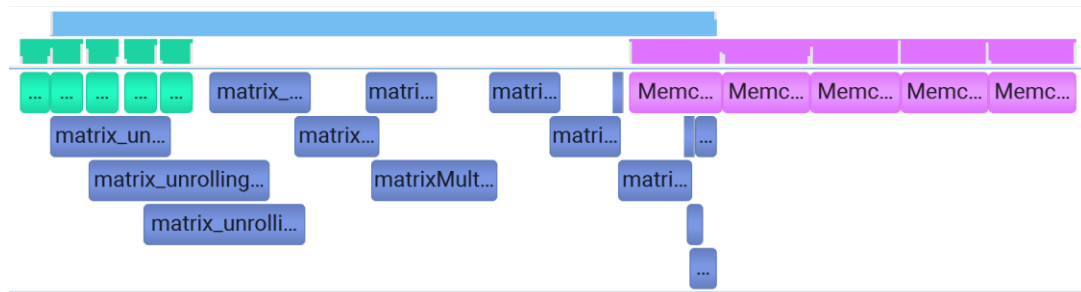 ... ... ... ... ... matrix_... matri... matri... Memc... Memc... Memc... Memc... Memc...
matrix_un... matrix... matri... ...
matrix_unrolling... matrixMult... matri...
matrix_unrolli...
...